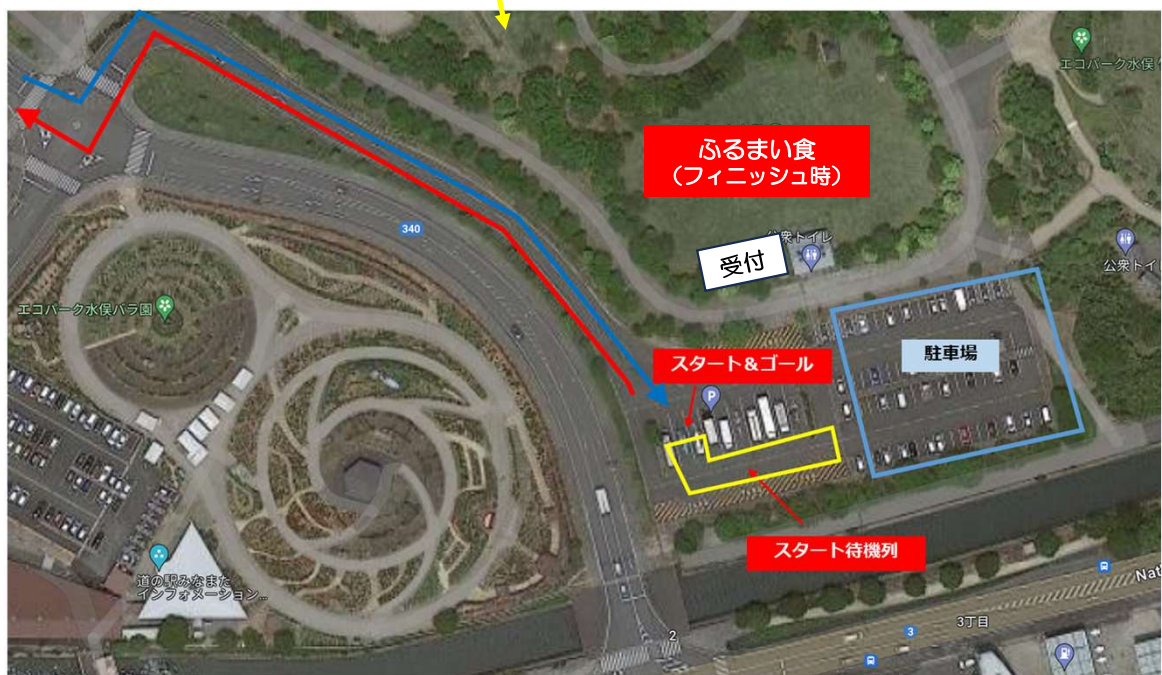 エコパーク水俣
ふるまい食
（フィニッシュ時）
340
公衆トイレ
受付
公衆トイレ
エコパーク水俣バラ園
スタート＆ゴール
駐車場
P
スタート待機列
道の駅みなまた
インフォメーション...
Nat
3丁目
3
2